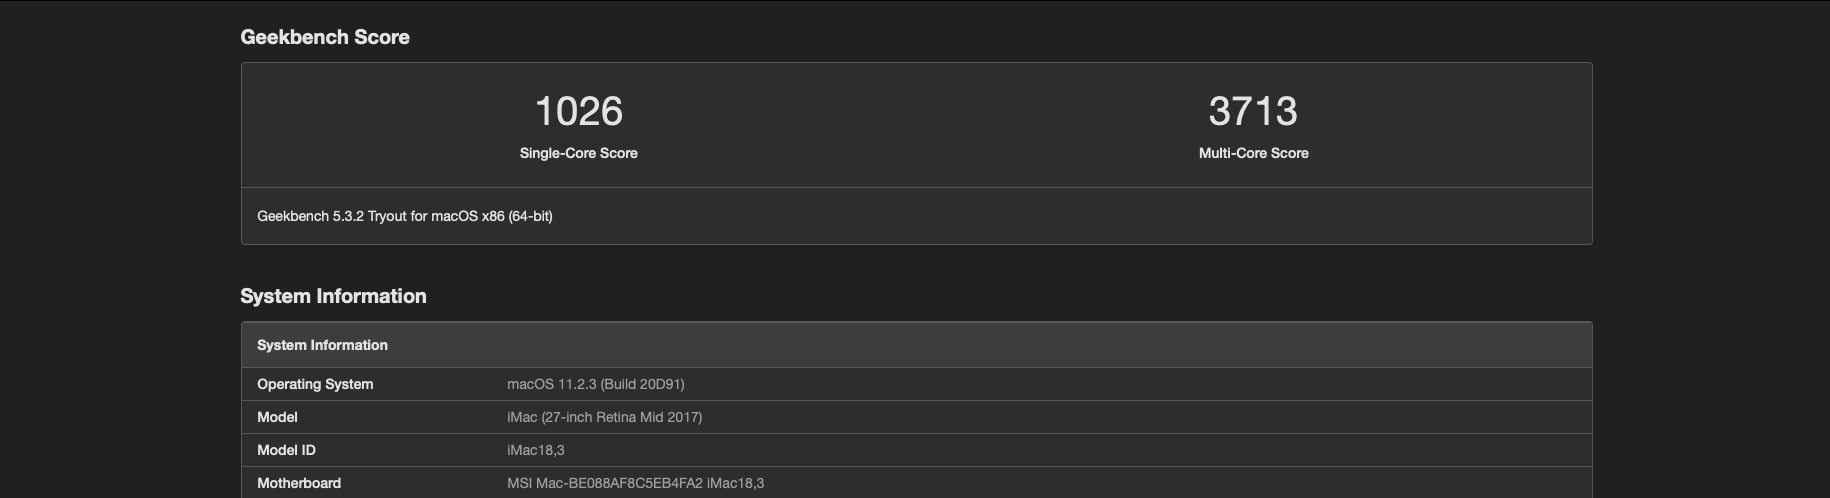 Geekbench Score
1026 3713
Single-Core Score Multi-Core Score
Geekbench 5.3.2 Tryout for macOS x86 (64-bit)
System Information
System Information
Operating System macOS 11.2.3 (Build 20D91)
Model iMac (27-inch Retina Mid 2017)
Model ID iMac18,3
Motherboard MSI Mac-BE088AF8C5EB4FA2 iMac18,3